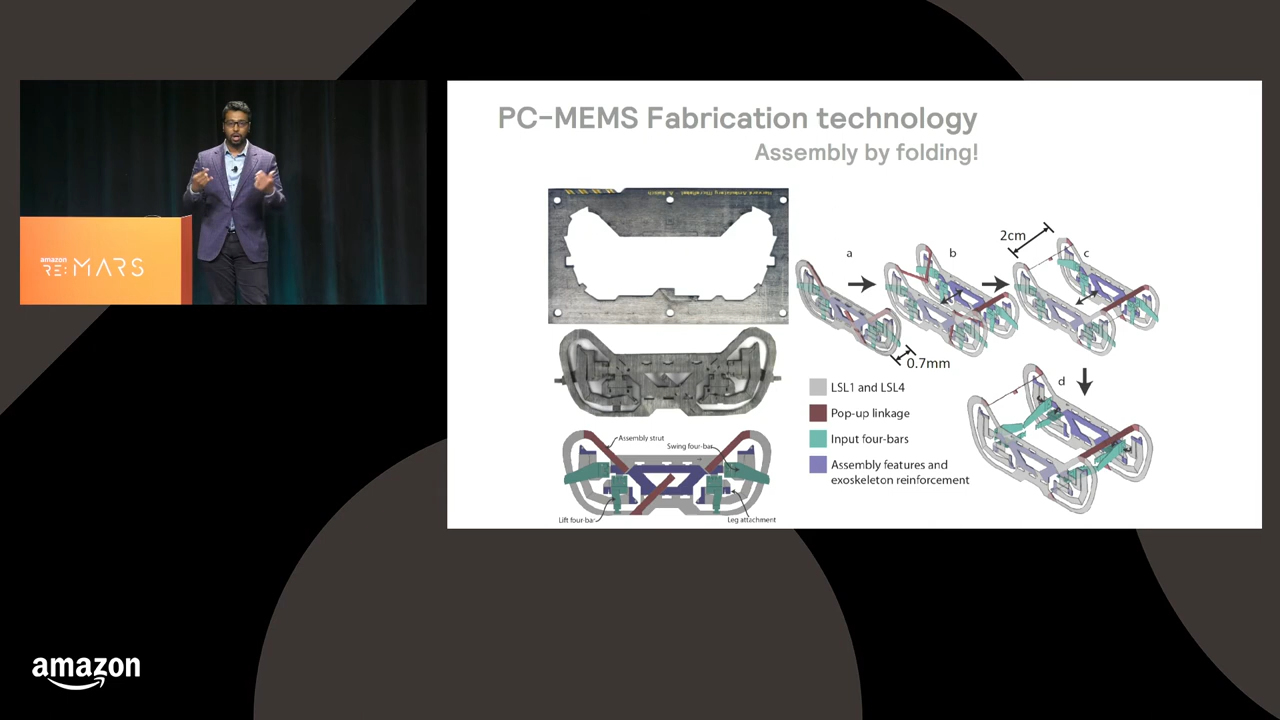 PC-MEMS Fabrication technology
Assembly by folding!
amazon
RE:MARS
a
b
2cm
c
0.7mm
d
LSL1 and LSL4
Pop-up linkage
Input four-bars
Assembly features and
exoskeleton reinforcement
Assembly strut
Swing four-bar
Lift four-bar
Leg attachment
amazon